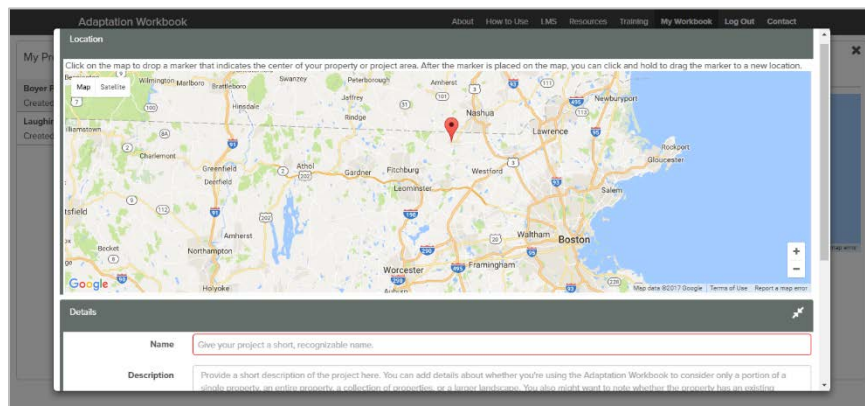 Adaptation Workbook
About How to Use LMS Resources Training My Workbook Log Out Contact
Location
My Pr
Click on the map to drop a marker that indicates the center of your property or project area. After the marker is placed on the map, you can click and hold to drag the marker to a new location.
Boyer P
Created
Laughin
Created
Map Satellite
Wilmington
Marlboro
Brattleboro
Swanzey
Peterborough
Amherst
Hinsdale
Jaffrey
Rindge
Nashua
Newburyport
Williamstown
Lawrence
Rockport
Gloucester
Charlemont
Greenfield
Deerfield
Athol
Gardner
Fitchburg
Westford
Leominster
Salem
tsfield
Amherst
Becket
Northampton
Waltham
Boston
Worcester
Framingham
Holyoke
Auburn
+
−
Google
Map data ©2017 Google Terms of Use Report a map error
map error
Details
Name
Give your project a short, recognizable name.
Description
Provide a short description of the project here. You can add details about whether you're using the Adaptation Workbook to consider only a portion of a
single property, an entire property, a collection of properties, or a larger landscape. You also might want to note whether the property has an existing